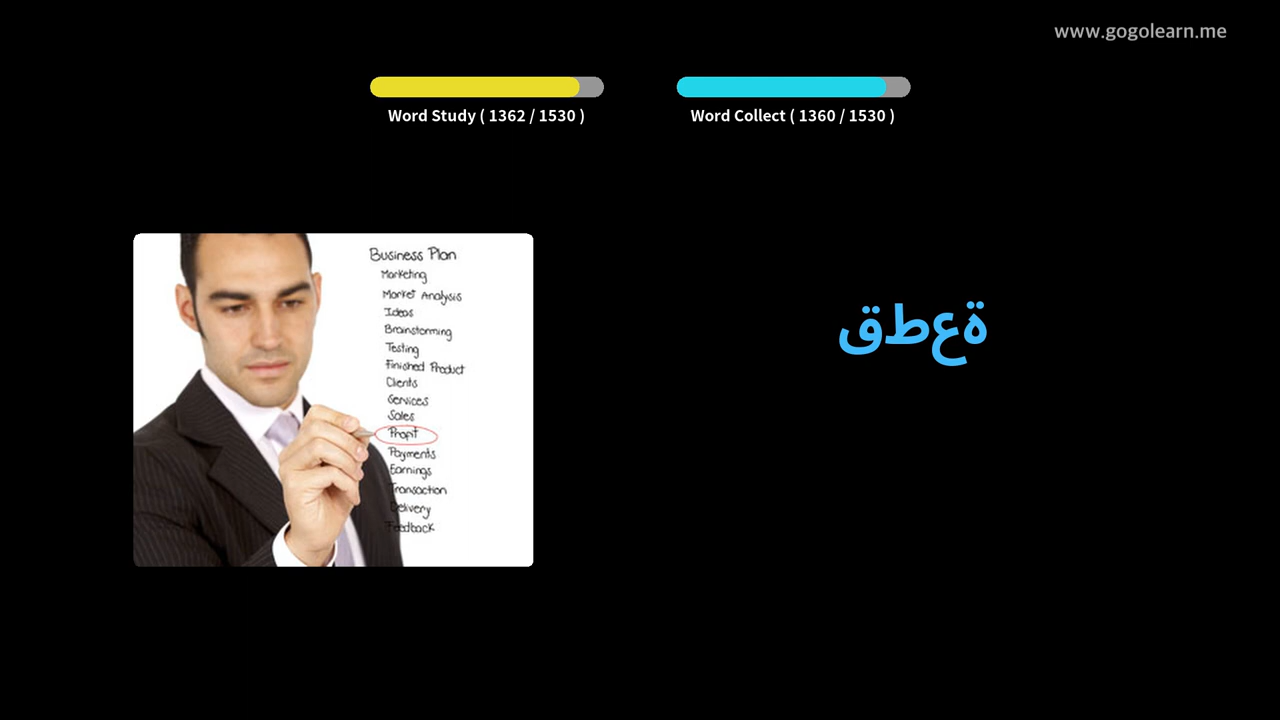 www.gogolearn.me
Word Study ( 1362 / 1530 )
Word Collect ( 1360 / 1530 )
Business Plan
Marketing
Market Analysis
Ideas
Brainstorming
Testing
Finished Product
Clients
Services
Sales
Profit
Payments
Earnings
Transaction
Delivery
Feedback
ةعطق